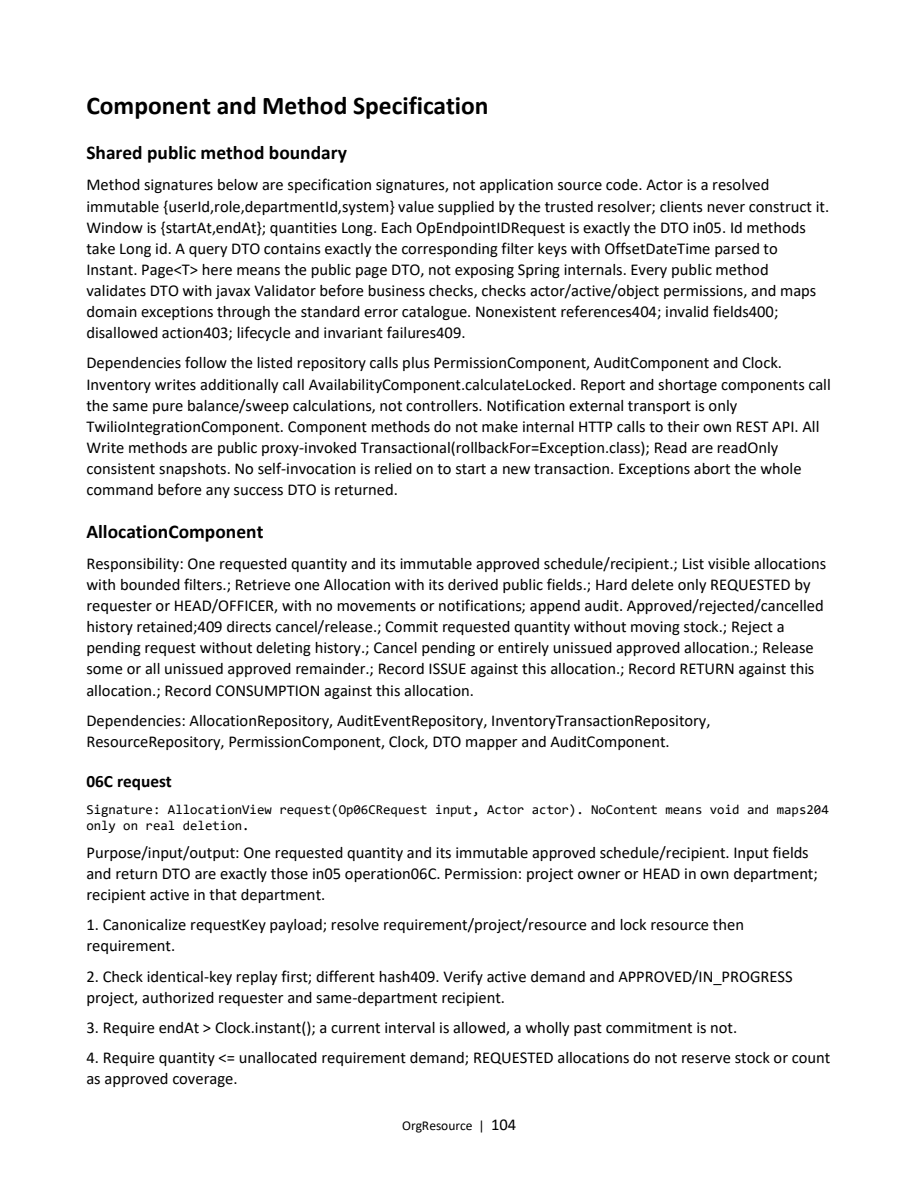 Component and Method Specification
Shared public method boundary
Method signatures below are specification signatures, not application source code. Actor is a resolved
immutable {userId,role,departmentId,system} value supplied by the trusted resolver; clients never construct it.
Window is {startAt,endAt}; quantities Long. Each OpEndpointIDRequest is exactly the DTO in05. Id methods
take Long id. A query DTO contains exactly the corresponding filter keys with OffsetDateTime parsed to
Instant. Page<T> here means the public page DTO, not exposing Spring internals. Every public method
validates DTO with javax Validator before business checks, checks actor/active/object permissions, and maps
domain exceptions through the standard error catalogue. Nonexistent references404; invalid fields400;
disallowed action403; lifecycle and invariant failures409.
Dependencies follow the listed repository calls plus PermissionComponent, AuditComponent and Clock.
Inventory writes additionally call AvailabilityComponent.calculateLocked. Report and shortage components call
the same pure balance/sweep calculations, not controllers. Notification external transport is only
TwilioIntegrationComponent. Component methods do not make internal HTTP calls to their own REST API. All
Write methods are public proxy-invoked Transactional(rollbackFor=Exception.class); Read are readOnly
consistent snapshots. No self-invocation is relied on to start a new transaction. Exceptions abort the whole
command before any success DTO is returned.
AllocationComponent
Responsibility: One requested quantity and its immutable approved schedule/recipient.; List visible allocations
with bounded filters.; Retrieve one Allocation with its derived public fields.; Hard delete only REQUESTED by
requester or HEAD/OFFICER, with no movements or notifications; append audit. Approved/rejected/cancelled
history retained;409 directs cancel/release.; Commit requested quantity without moving stock.; Reject a
pending request without deleting history.; Cancel pending or entirely unissued approved allocation.; Release
some or all unissued approved remainder.; Record ISSUE against this allocation.; Record RETURN against this
allocation.; Record CONSUMPTION against this allocation.
Dependencies: AllocationRepository, AuditEventRepository, InventoryTransactionRepository,
ResourceRepository, PermissionComponent, Clock, DTO mapper and AuditComponent.
06C request
Signature: AllocationView request(Op06CRequest input, Actor actor). NoContent means void and maps204
only on real deletion.
Purpose/input/output: One requested quantity and its immutable approved schedule/recipient. Input fields
and return DTO are exactly those in05 operation06C. Permission: project owner or HEAD in own department;
recipient active in that department.
1. Canonicalize requestKey payload; resolve requirement/project/resource and lock resource then
requirement.
2. Check identical-key replay first; different hash409. Verify active demand and APPROVED/IN_PROGRESS
project, authorized requester and same-department recipient.
3. Require endAt > Clock.instant(); a current interval is allowed, a wholly past commitment is not.
4. Require quantity <= unallocated requirement demand; REQUESTED allocations do not reserve stock or count
as approved coverage.
OrgResource | 104